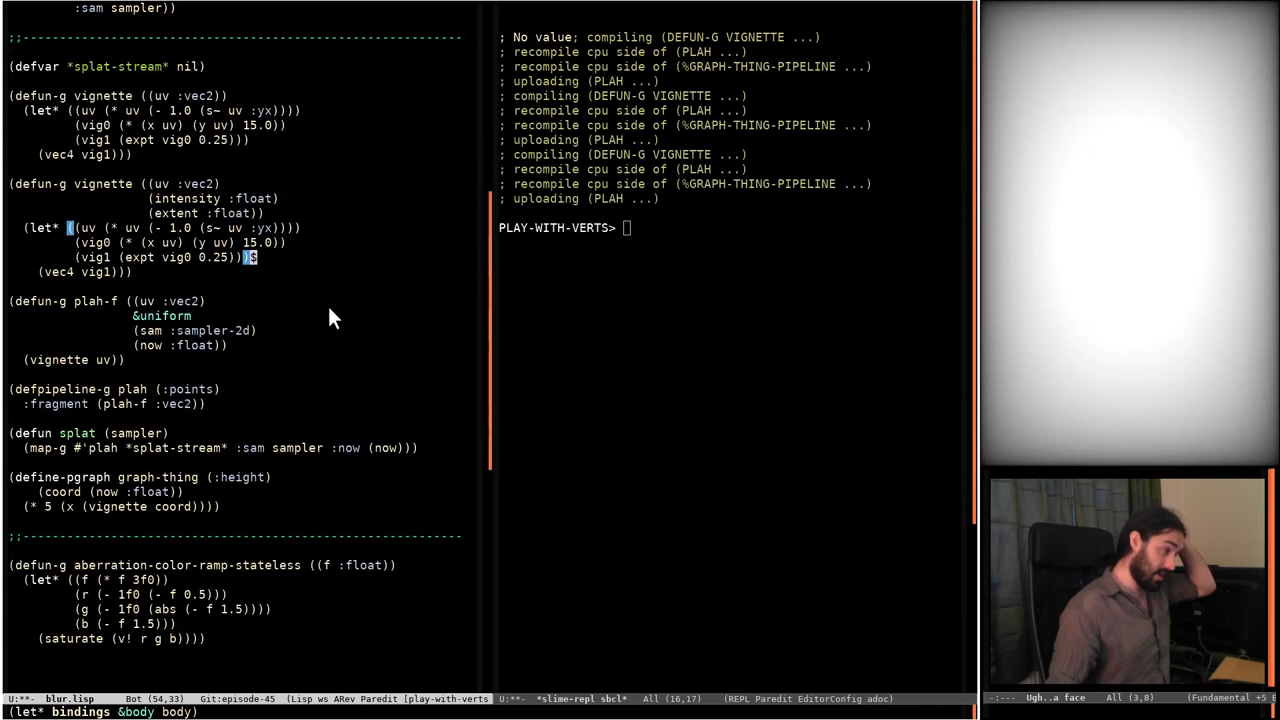 :sam sampler))
;;-----------------------------------------------------------
(defvar *splat-stream* nil)
(defun-g vignette ((uv :vec2))
(let* ((uv (* uv (- 1.0 (s~ uv :yx))))
(vig0 (* (x uv) (y uv) 15.0))
(vig1 (expt vig0 0.25)))
(vec4 vig1)))
(defun-g vignette ((uv :vec2)
(intensity :float)
(extent :float))
(let* ((uv (* uv (- 1.0 (s~ uv :yx))))
(vig0 (* (x uv) (y uv) 15.0))
(vig1 (expt vig0 0.25)))$
(vec4 vig1)))
(defun-g plah-f ((uv :vec2)
&uniform
(sam :sampler-2d)
(now :float))
(vignette uv))
(defpipeline-g plah (:points)
:fragment (plah-f :vec2))
(defun splat (sampler)
(map-g #'plah *splat-stream* :sam sampler :now (now)))
(define-pgraph graph-thing (:height)
(coord (now :float))
(* 5 (x (vignette coord))))
;;-----------------------------------------------------------
(defun-g aberration-color-ramp-stateless ((f :float))
(let* ((f (* f 3f0))
(r (- 1f0 (- f 0.5)))
(g (- 1f0 (abs (- f 1.5))))
(b (- f 1.5)))
(saturate (v! r g b))))
U:**- blur.lisp Bot (54,33) Git:episode-45 (Lisp ws ARev Paredit [play-with-verts
(let* bindings &body body)
; No value; compiling (DEFUN-G VIGNETTE ...)
; recompile cpu side of (PLAH ...)
; recompile cpu side of (%GRAPH-THING-PIPELINE ...)
; uploading (PLAH ...)
; compiling (DEFUN-G VIGNETTE ...)
; recompile cpu side of (PLAH ...)
; recompile cpu side of (%GRAPH-THING-PIPELINE ...)
; uploading (PLAH ...)
; compiling (DEFUN-G VIGNETTE ...)
; recompile cpu side of (PLAH ...)
; recompile cpu side of (%GRAPH-THING-PIPELINE ...)
; uploading (PLAH ...)
PLAY-WITH-VERTS>
U:**- *slime-repl sbcl* All (16,17) (REPL Paredit EditorConfig adoc)
-:--- Ugh..a face All (3,8) (Fundamental +5 F